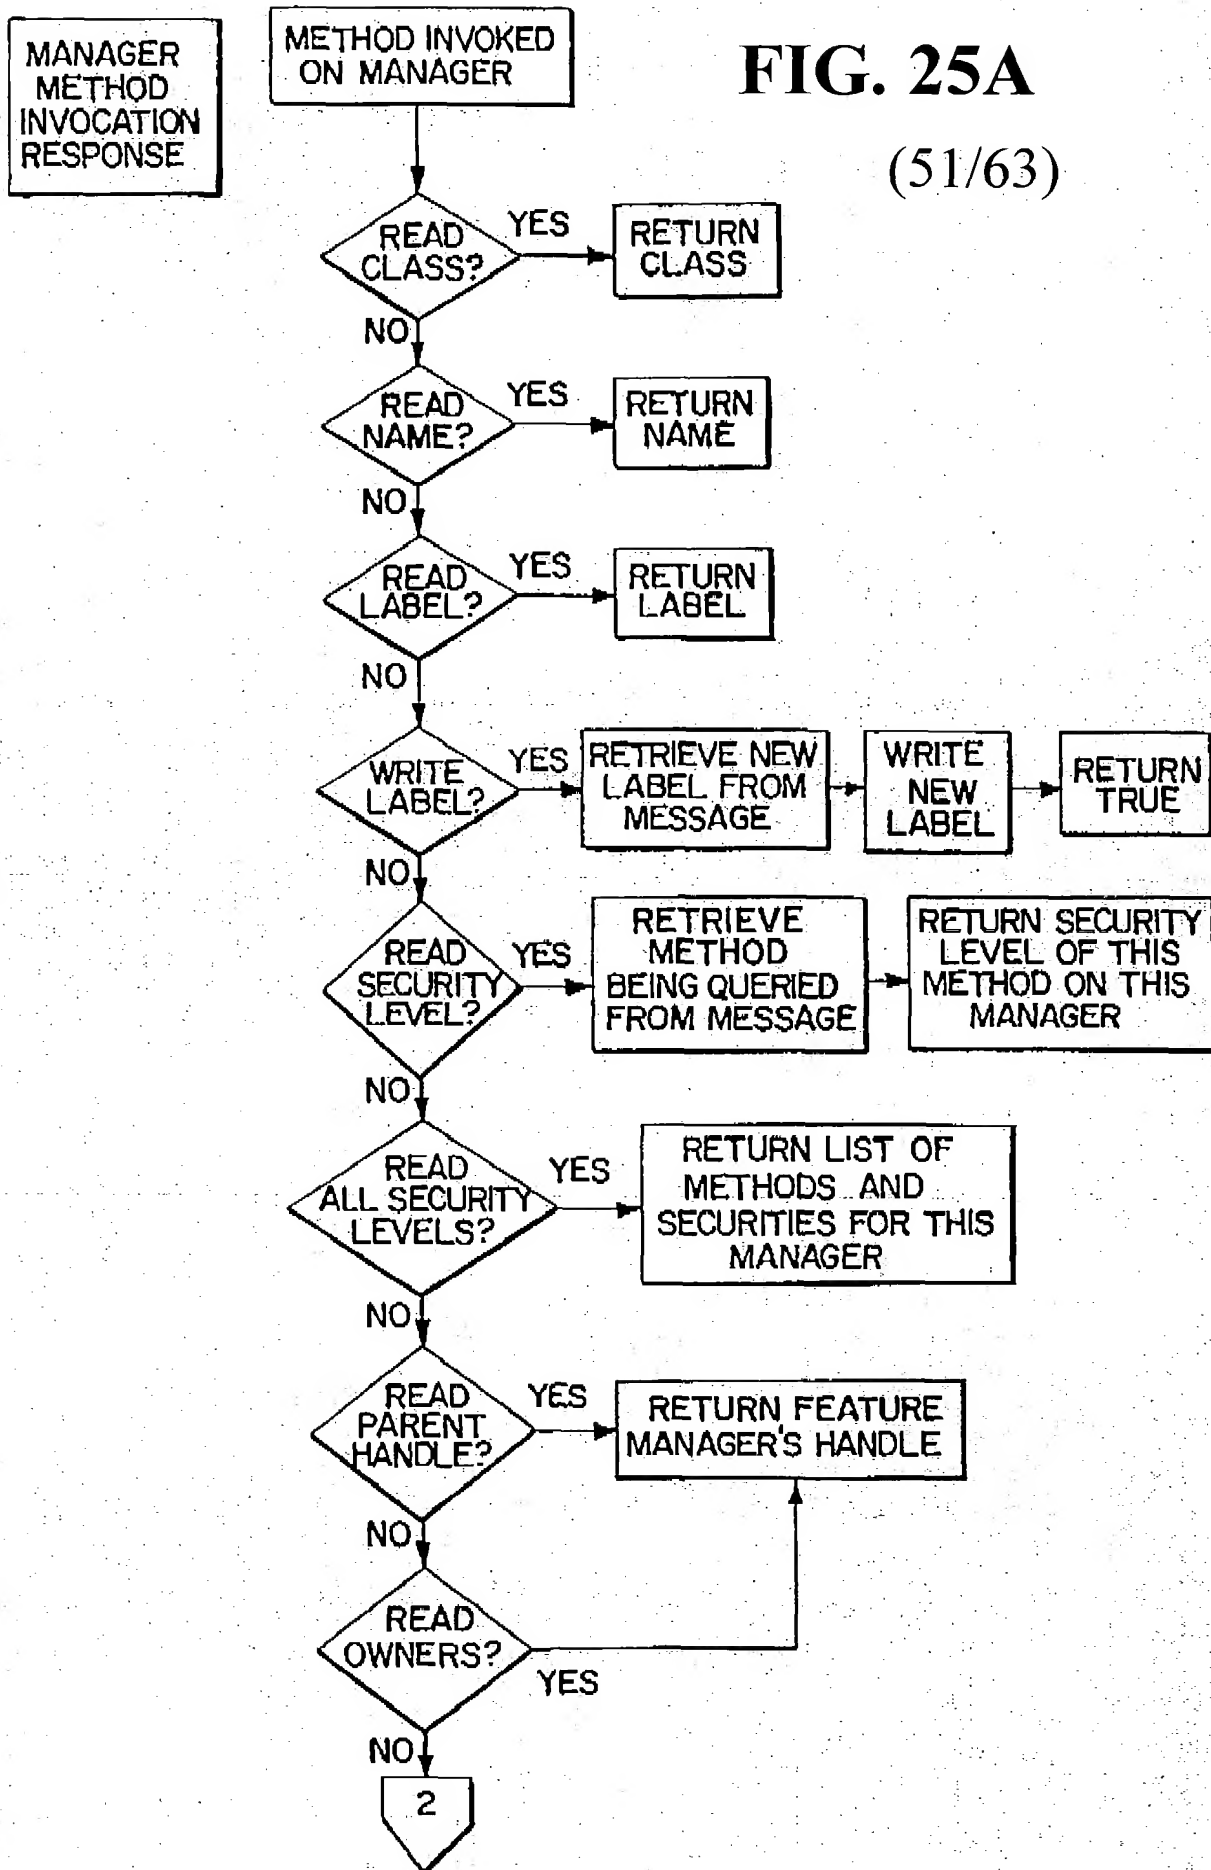 MANAGER
METHOD
INVOCATION
RESPONSE
METHOD INVOKED
ON MANAGER
FIG. 25A
(51/63)
READ
CLASS?
YES
RETURN
CLASS
NO
READ
NAME?
YES
RETURN
NAME
NO
READ
LABEL?
YES
RETURN
LABEL
NO
WRITE
LABEL?
YES
RETRIEVE NEW
LABEL FROM
MESSAGE
WRITE
NEW
LABEL
RETURN
TRUE
NO
READ
SECURITY
LEVEL?
YES
RETRIEVE
METHOD
BEING QUERIED
FROM MESSAGE
RETURN SECURITY
LEVEL OF THIS
METHOD ON THIS
MANAGER
NO
READ
ALL SECURITY
LEVELS?
YES
RETURN LIST OF
METHODS AND
SECURITIES FOR THIS
MANAGER
NO
READ
PARENT
HANDLE?
YES
RETURN FEATURE
MANAGER'S HANDLE
NO
READ
OWNERS?
YES
NO
2